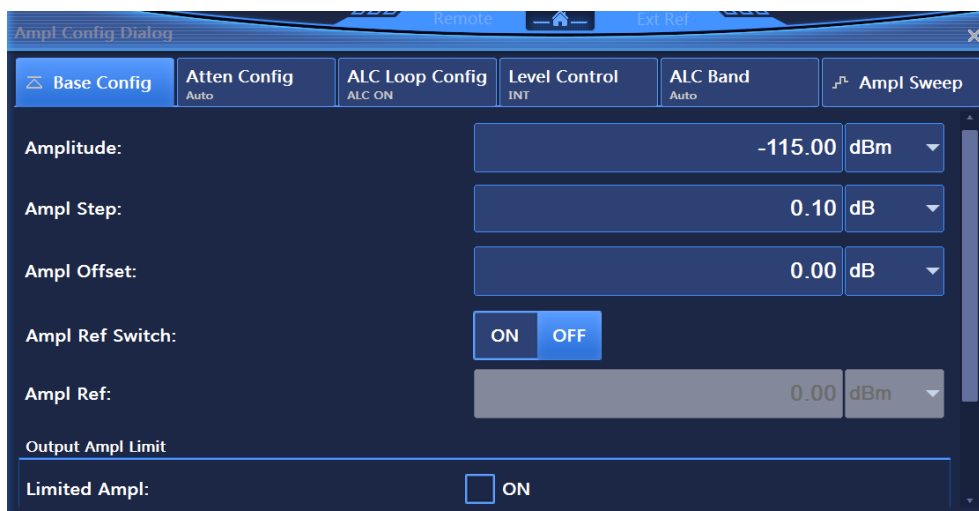 Remote Ext Ref
Ampl Config Dialog
Base Config Atten Config ALC Loop Config Level Control ALC Band Ampl Sweep
Auto ALC ON INT Auto
Amplitude: -115.00 dBm
Ampl Step: 0.10 dB
Ampl Offset: 0.00 dB
Ampl Ref Switch: ON OFF
Ampl Ref: 0.00 dBm
Output Ampl Limit
Limited Ampl: ON